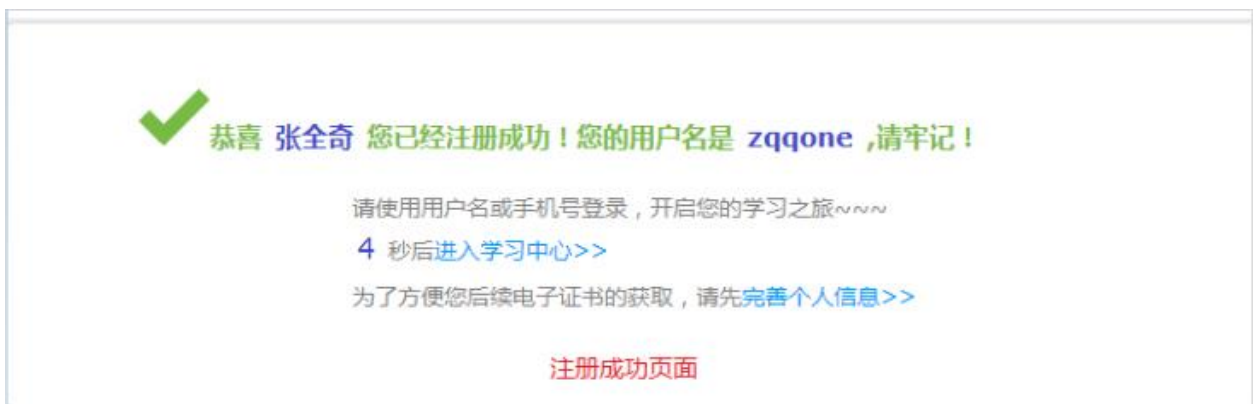 恭喜 张全奇 您已经注册成功！您的用户名是 zqqone ,请牢记！
请使用用户名或手机号登录，开启您的学习之旅~~~
4 秒后进入学习中心>>
为了方便您后续电子证书的获取，请先完善个人信息>>
注册成功页面